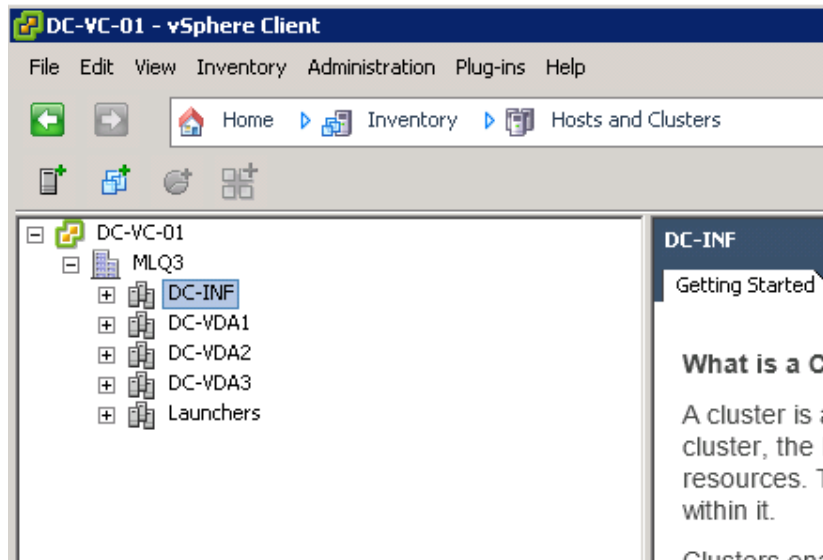 DC-VC-01 - vSphere Client
File Edit View Inventory Administration Plug-ins Help
Home Inventory Hosts and Clusters
DC-VC-01
MLQ3
DC-INF
DC-VDA1
DC-VDA2
DC-VDA3
Launchers
DC-INF
Getting Started
What is a C
A cluster is a
cluster, the
resources. T
within it.